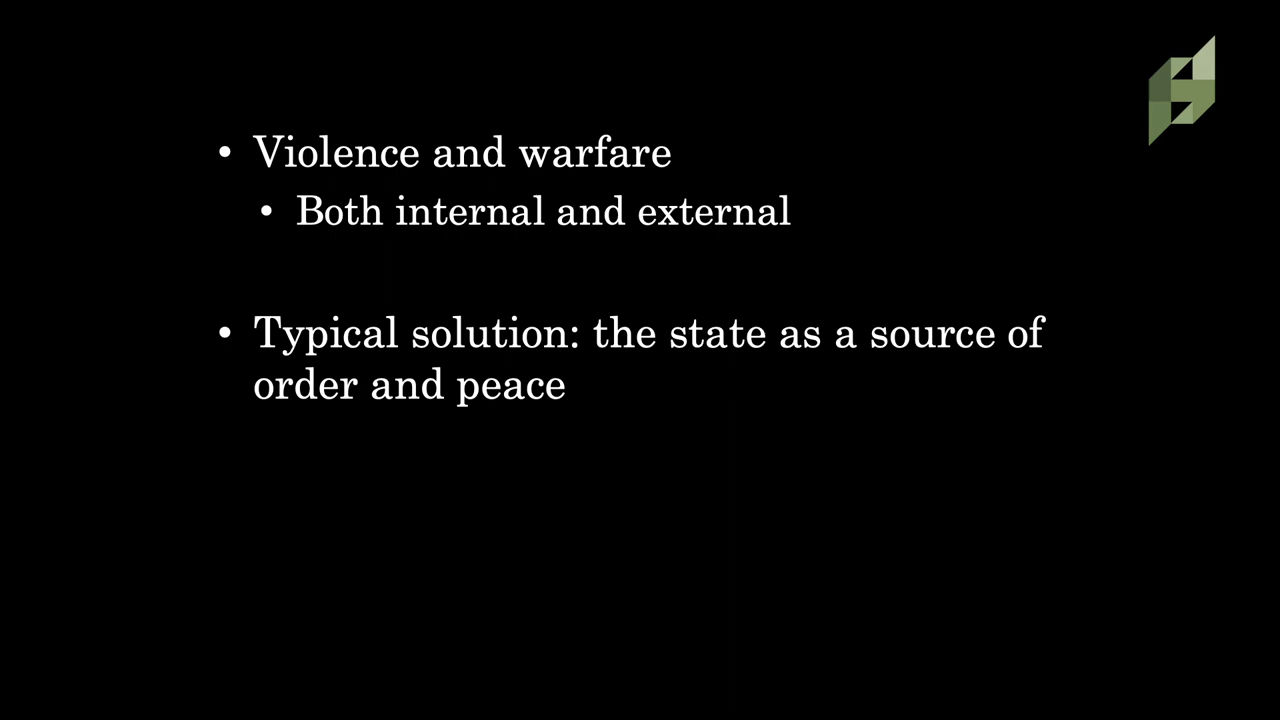 • Violence and warfare
• Both internal and external
• Typical solution: the state as a source of
order and peace